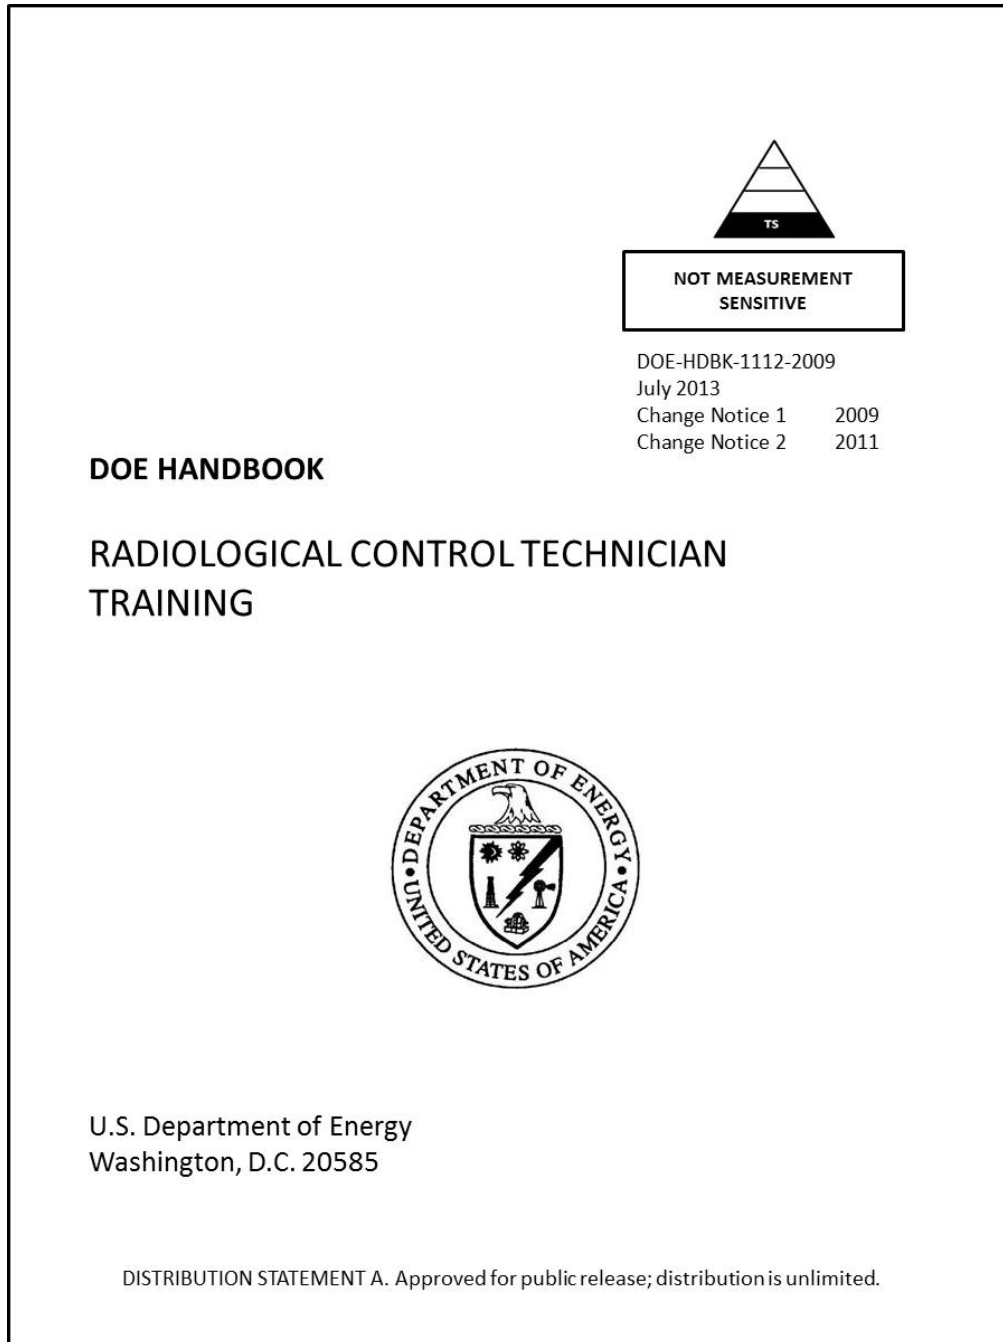 TS
NOT MEASUREMENT
SENSITIVE
DOE-HDBK-1112-2009
July 2013
Change Notice 1 2009
Change Notice 2 2011
DOE HANDBOOK
RADIOLOGICAL CONTROL TECHNICIAN
TRAINING
DEPARTMENT OF ENERGY
UNITED STATES OF AMERICA
U.S. Department of Energy
Washington, D.C. 20585
DISTRIBUTION STATEMENT A. Approved for public release; distribution is unlimited.